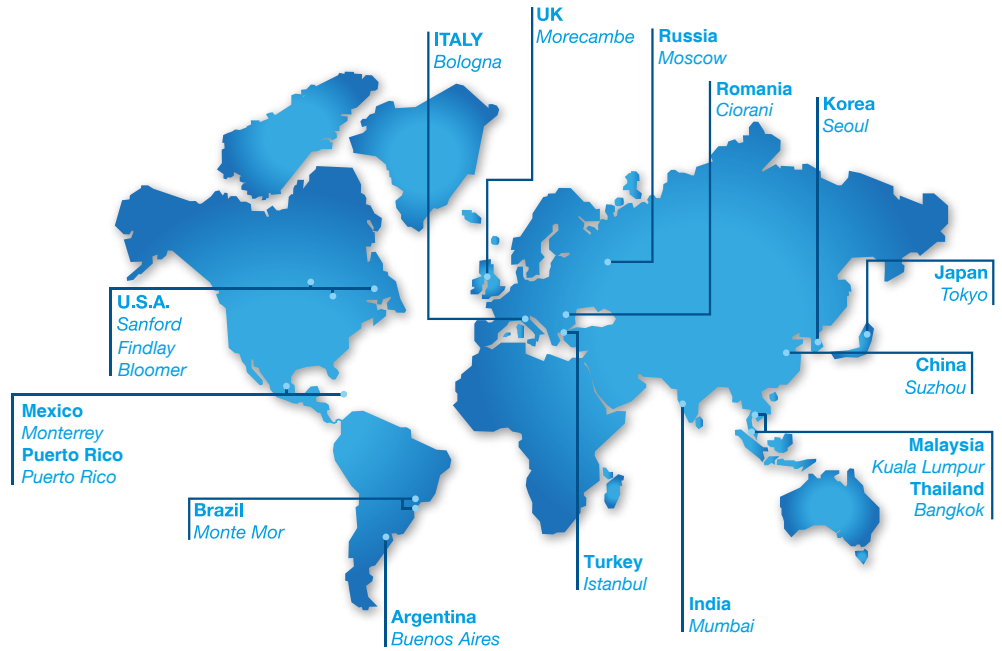 UK
Morecambe
ITALY
Bologna
Russia
Moscow
Romania
Ciorani
Korea
Seoul
Japan
Tokyo
U.S.A.
Sanford
Findlay
Bloomer
China
Suzhou
Mexico
Monterrey
Puerto Rico
Puerto Rico
Malaysia
Kuala Lumpur
Thailand
Bangkok
Brazil
Monte Mor
Turkey
Istanbul
India
Mumbai
Argentina
Buenos Aires